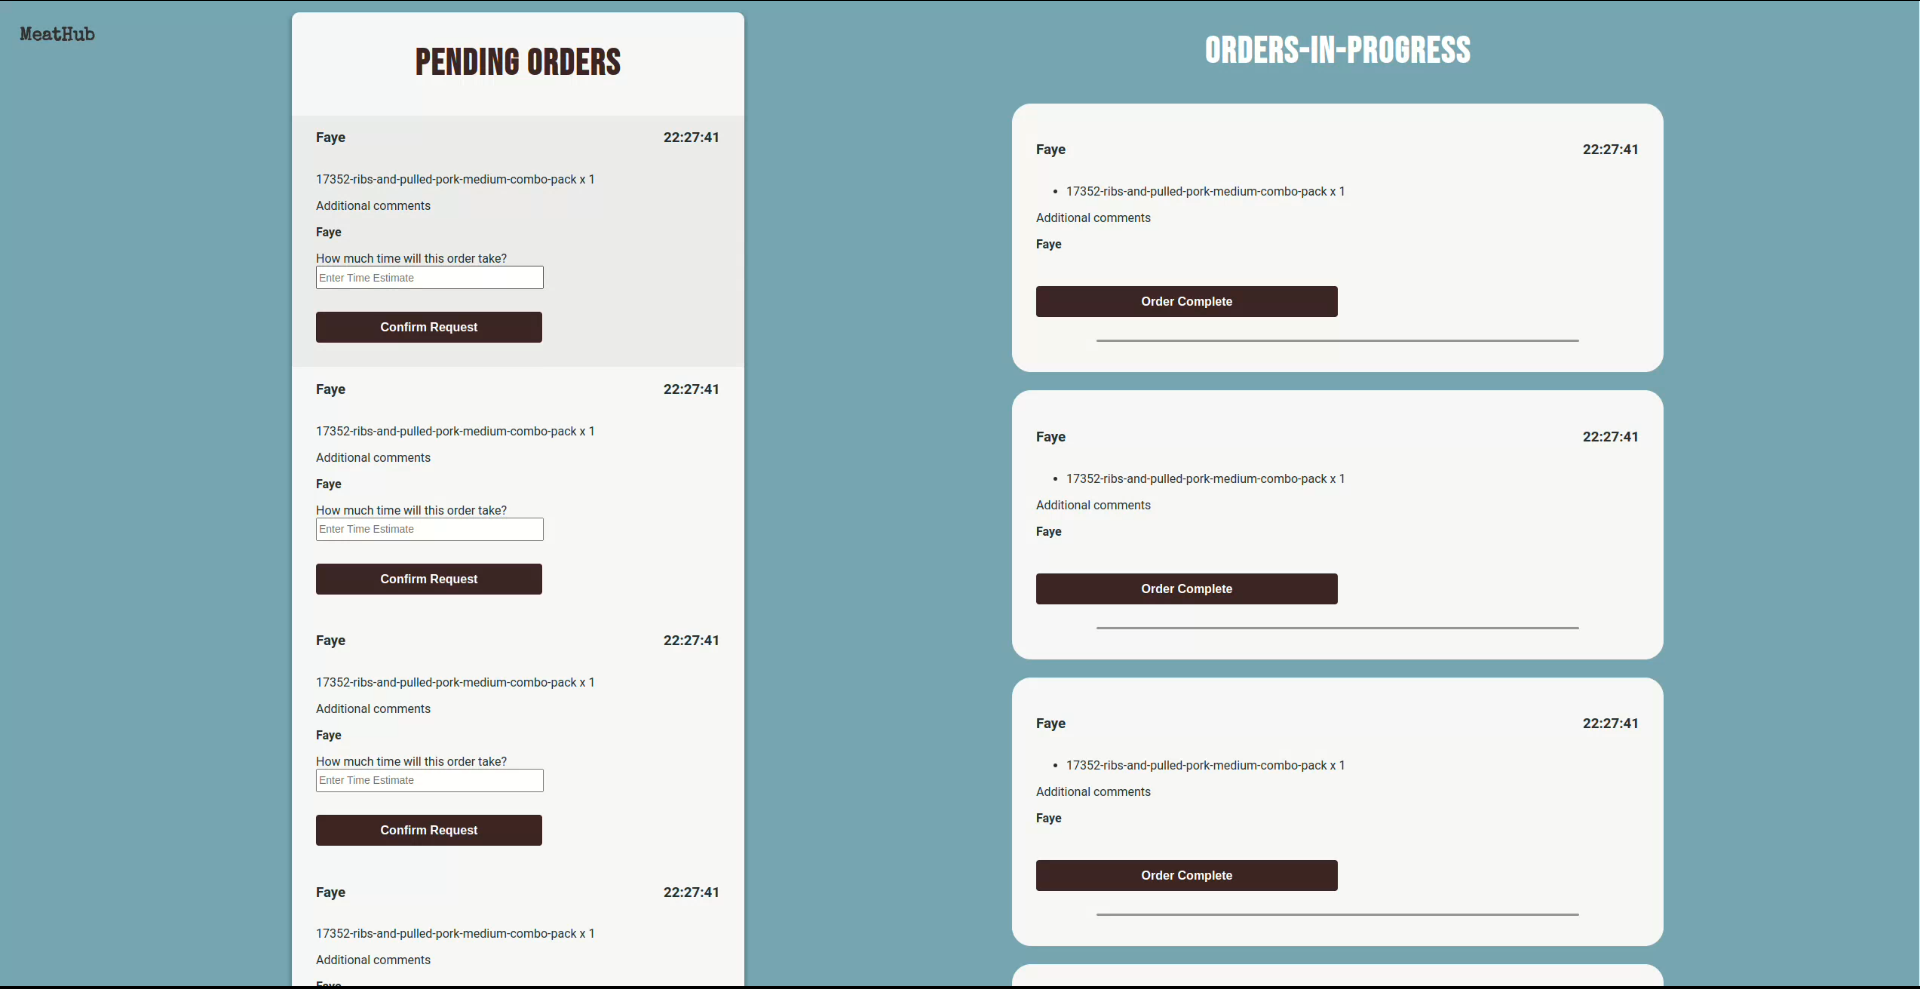 MeatHub
PENDING ORDERS
Faye 22:27:41
17352-ribs-and-pulled-pork-medium-combo-pack x 1
Additional comments
Faye
How much time will this order take?
Enter Time Estimate
Confirm Request
Faye 22:27:41
17352-ribs-and-pulled-pork-medium-combo-pack x 1
Additional comments
Faye
How much time will this order take?
Enter Time Estimate
Confirm Request
Faye 22:27:41
17352-ribs-and-pulled-pork-medium-combo-pack x 1
Additional comments
Faye
How much time will this order take?
Enter Time Estimate
Confirm Request
Faye 22:27:41
17352-ribs-and-pulled-pork-medium-combo-pack x 1
Additional comments
Faye
ORDERS-IN-PROGRESS
Faye 22:27:41
• 17352-ribs-and-pulled-pork-medium-combo-pack x 1
Additional comments
Faye
Order Complete
Faye 22:27:41
• 17352-ribs-and-pulled-pork-medium-combo-pack x 1
Additional comments
Faye
Order Complete
Faye 22:27:41
• 17352-ribs-and-pulled-pork-medium-combo-pack x 1
Additional comments
Faye
Order Complete